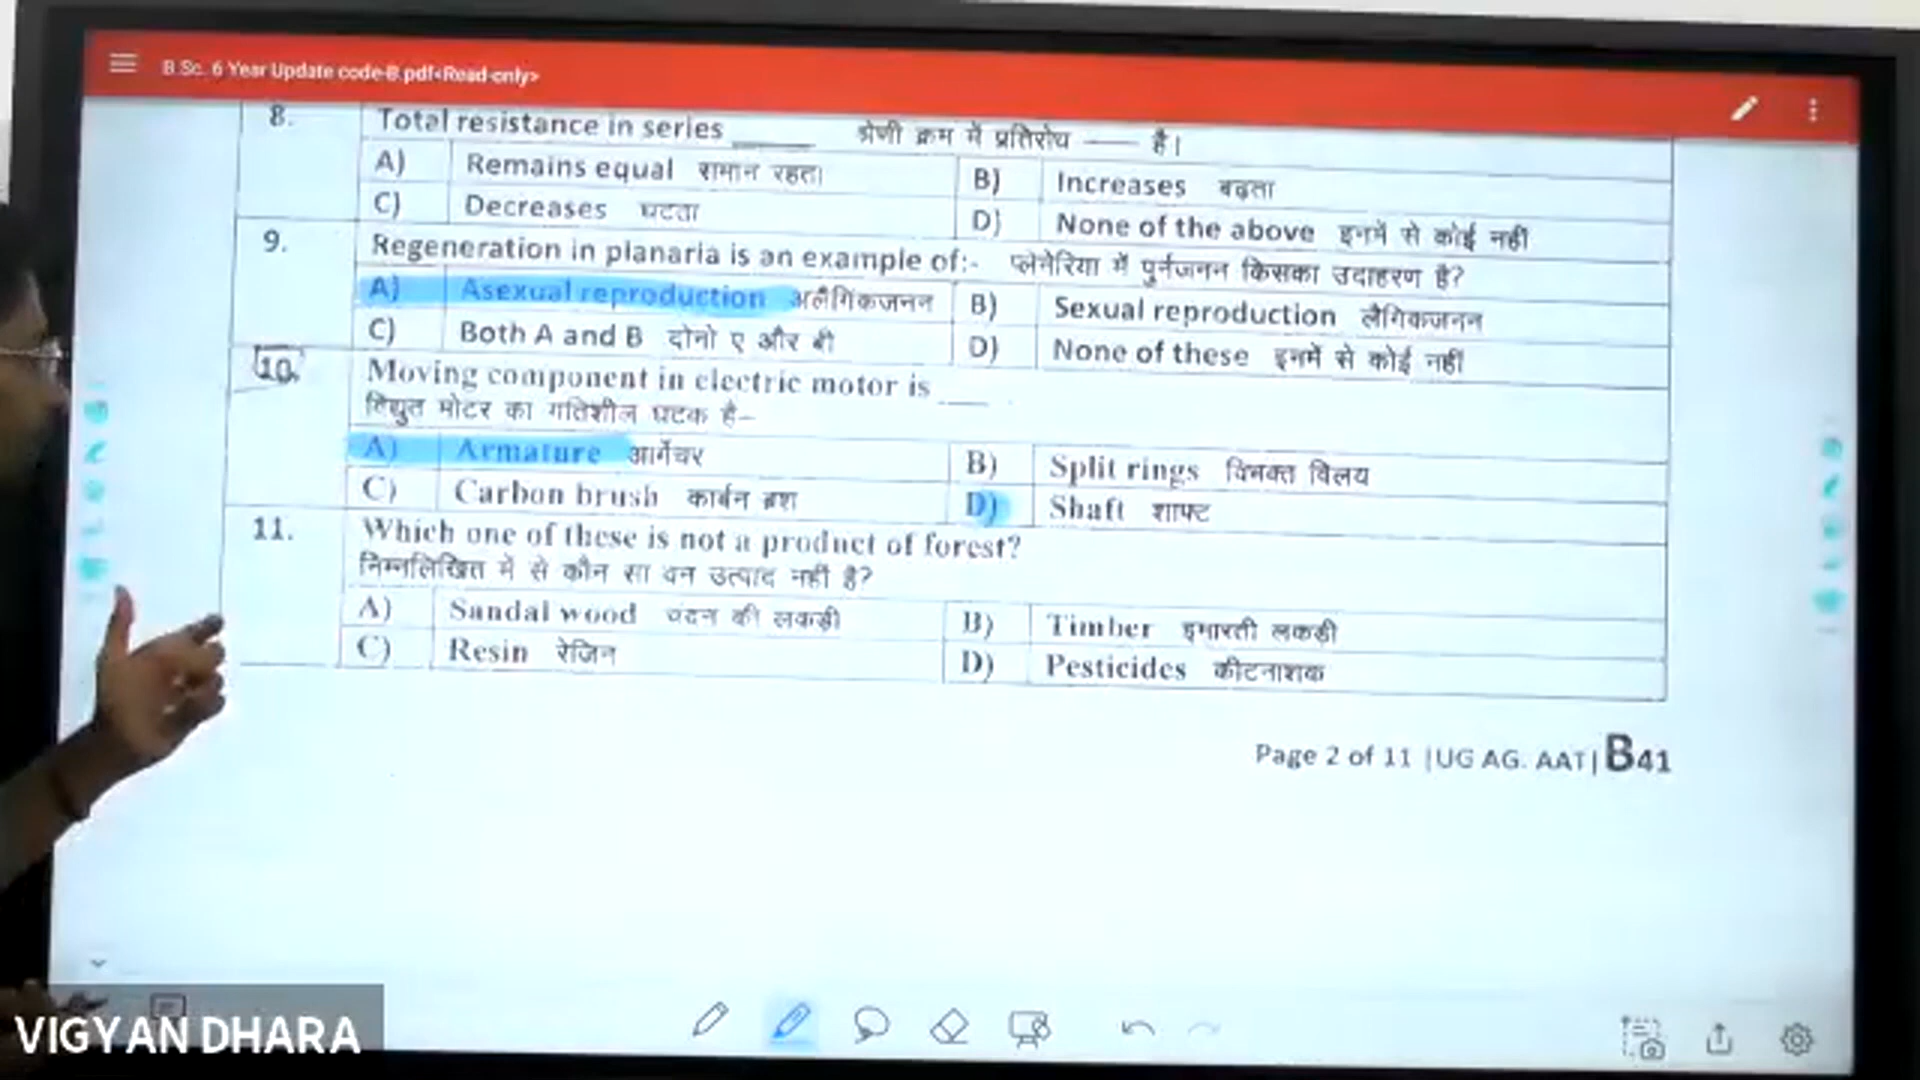 B.Sc. 6 Year Update code-B.pdf<Read-only>
8. Total resistance in series ______ श्रेणी क्रम में प्रतिरोध —— है।
A) Remains equal समान रहता B) Increases बढ़ता
C) Decreases घटता D) None of the above इनमें से कोई नहीं
9. Regeneration in planaria is an example of:- प्लेनेरिया में पुर्नजनन किसका उदाहरण है?
A) Asexual reproduction अलैंगिकजनन B) Sexual reproduction लैगिकजनन
C) Both A and B दोनो ए और बी D) None of these इनमें से कोई नहीं
10. Moving component in electric motor is ____
विद्युत मोटर का गतिशील घटक है–
A) Armature आर्मेचर B) Split rings विभक्त विलय
C) Carbon brush कार्बन ब्रश D) Shaft शाफ्ट
11. Which one of these is not a product of forest?
निम्नलिखित में से कौन सा वन उत्पाद नहीं है?
A) Sandal wood चंदन की लकड़ी B) Timber इमारती लकड़ी
C) Resin रेजिन D) Pesticides कीटनाशक
Page 2 of 11 |UG AG. AAT| B41
VIGYAN DHARA